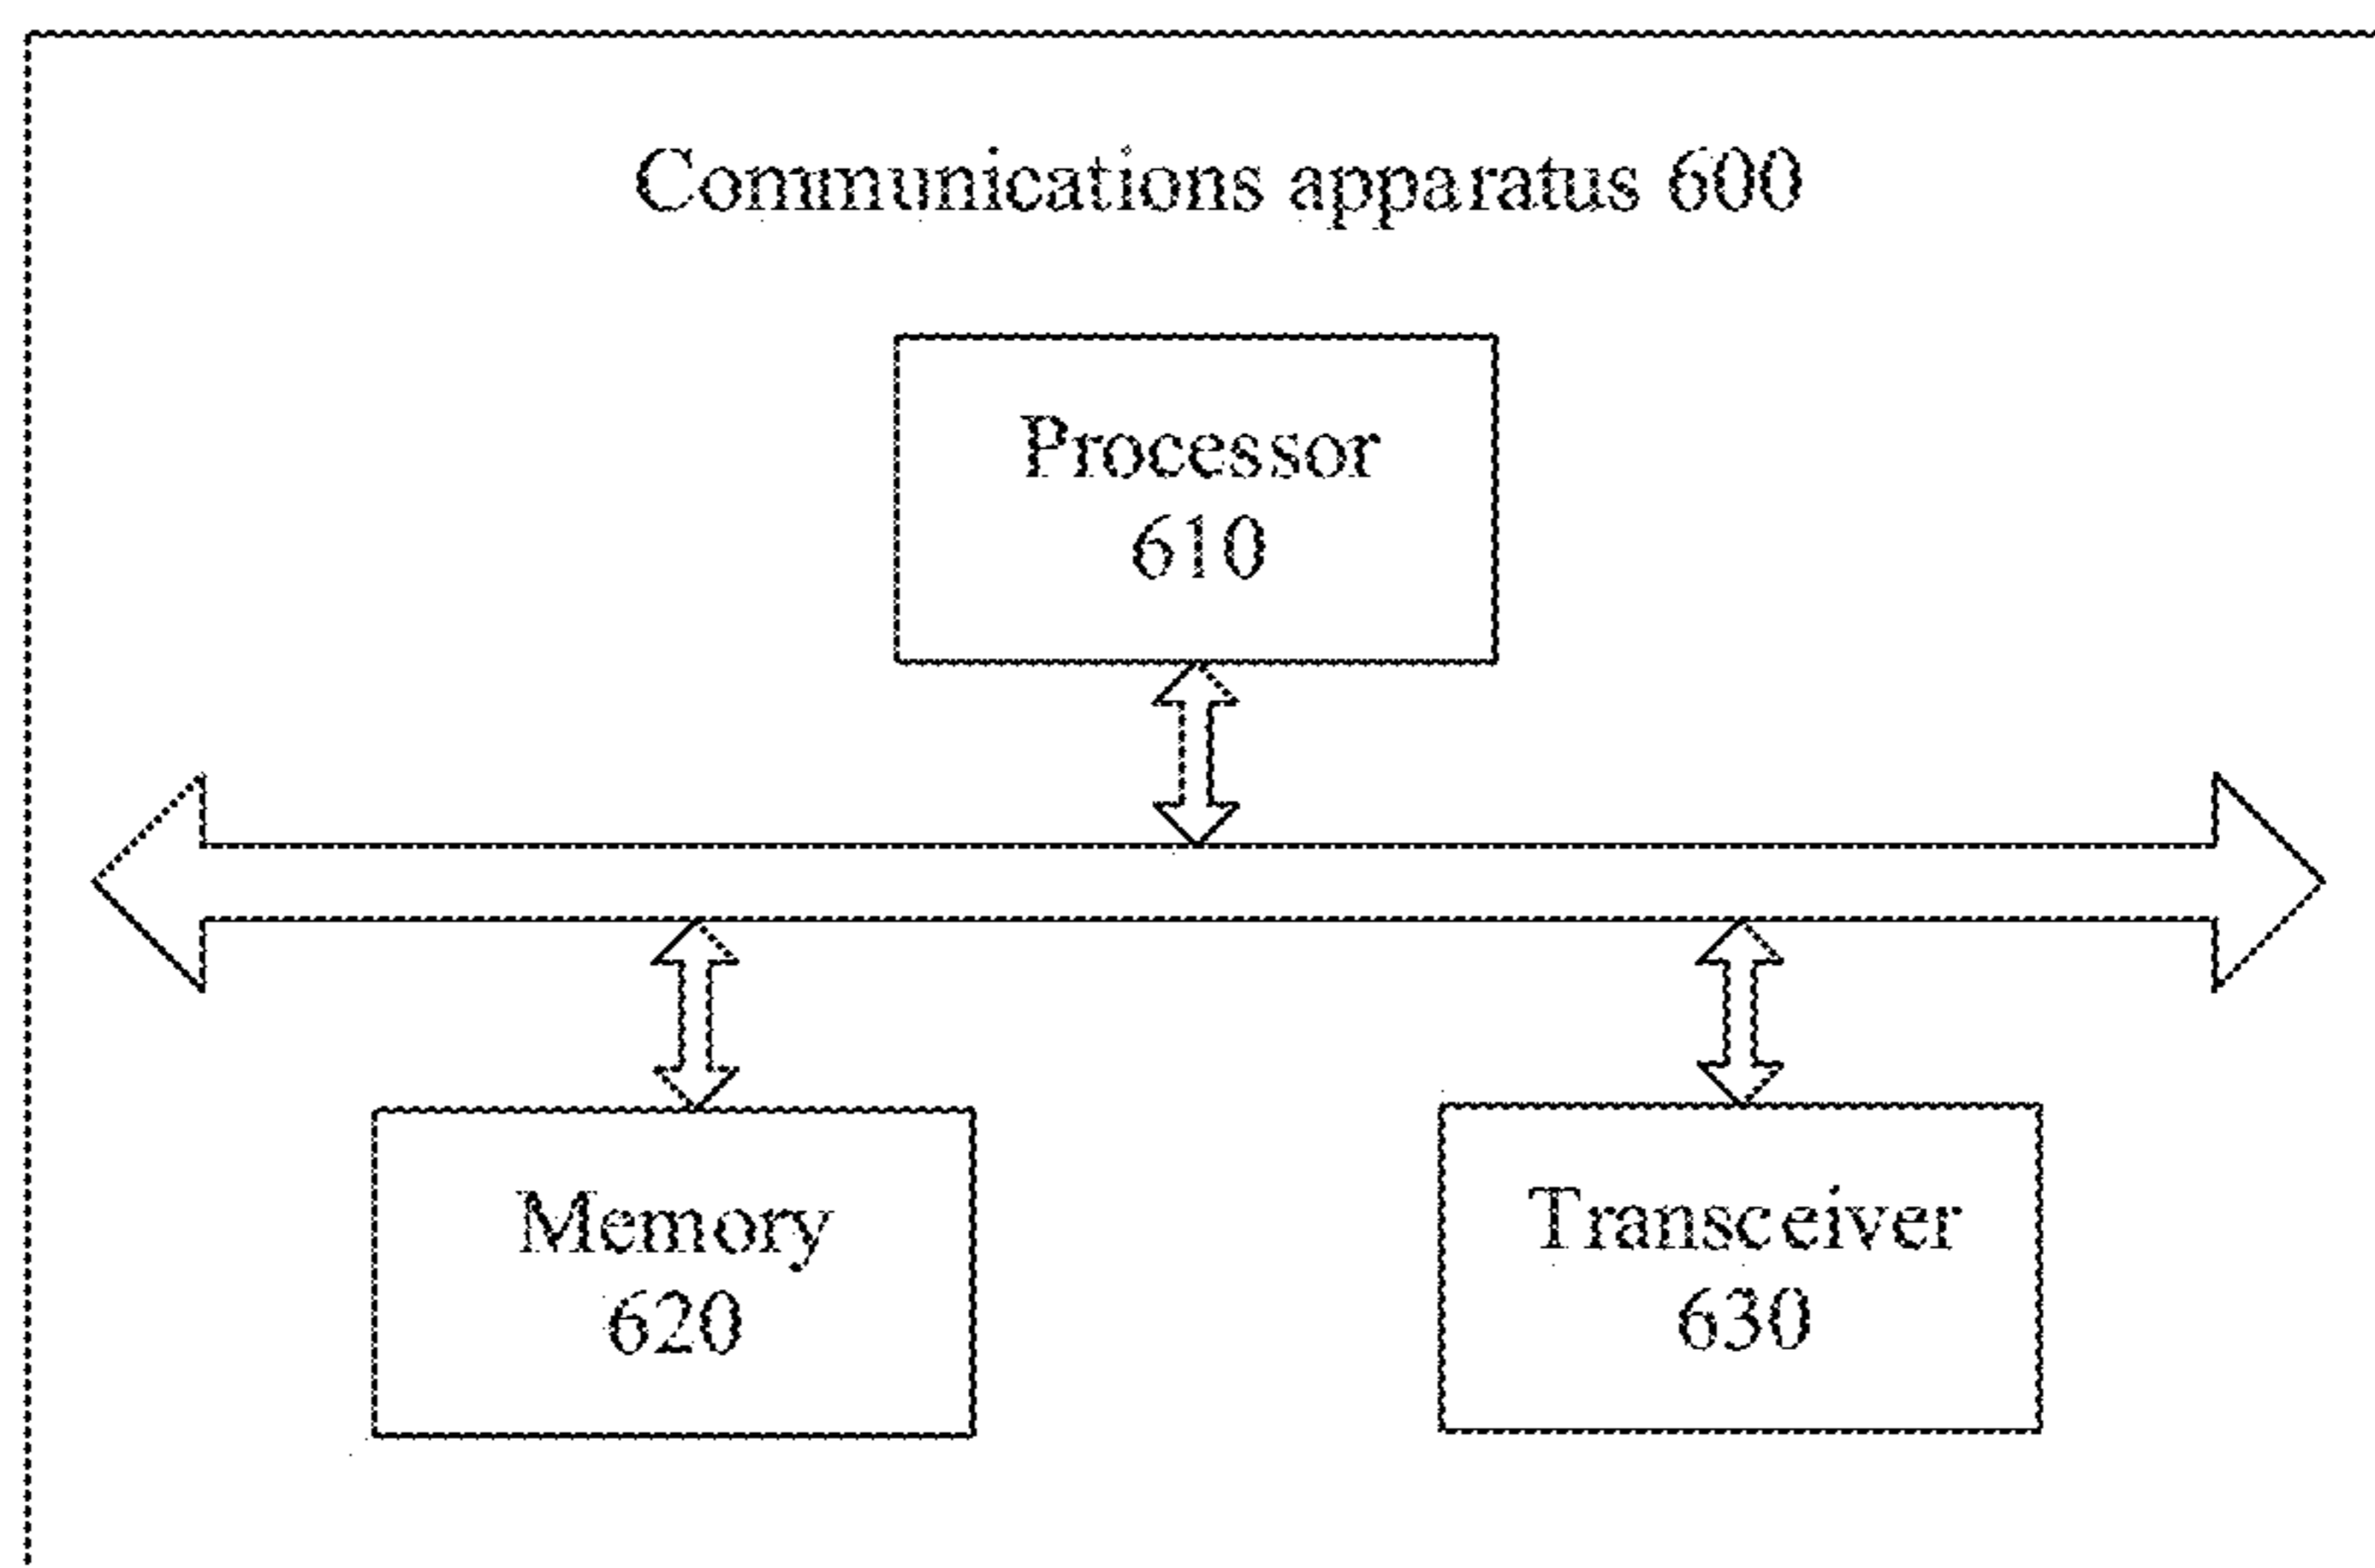 Communications apparatus 600
Processor
610
Memory
620
Transceiver
630